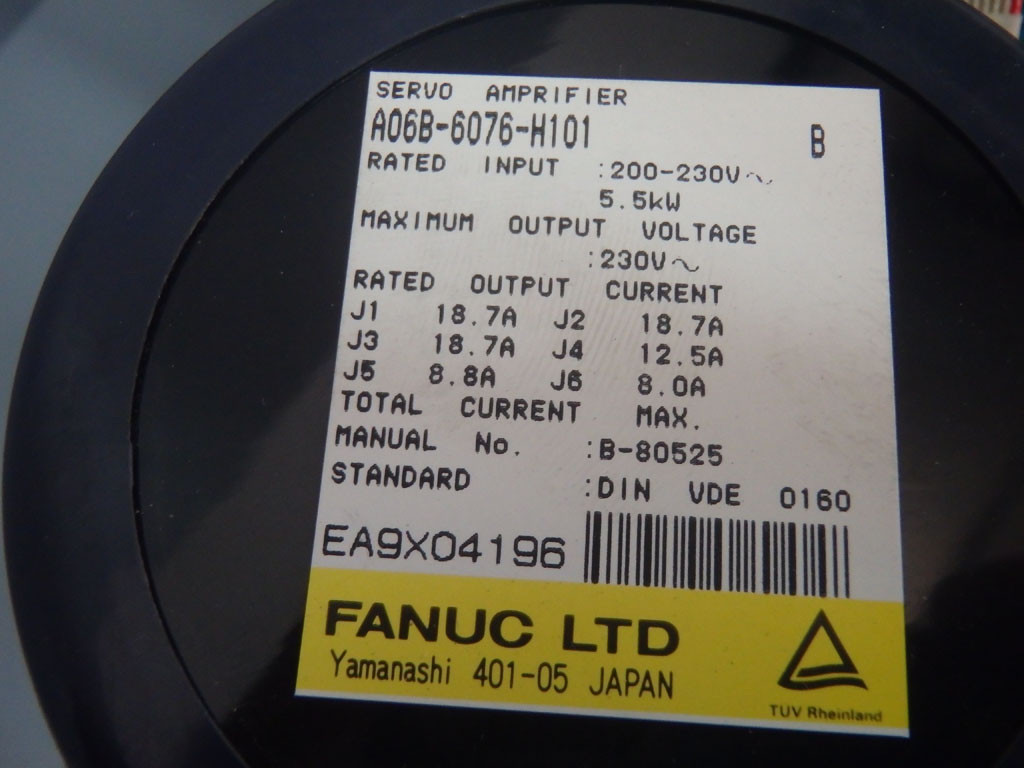 SERVO AMPRIFIER
A06B-6076-H101 B
RATED INPUT :200-230V~
5.5kW
MAXIMUM OUTPUT VOLTAGE
:230V~
RATED OUTPUT CURRENT
J1 18.7A J2 18.7A
J3 18.7A J4 12.5A
J5 8.8A J6 8.0A
TOTAL CURRENT MAX.
MANUAL No. :B-80525
STANDARD :DIN VDE 0160
EA9X04196
FANUC LTD
Yamanashi 401-05 JAPAN
TUV Rheinland